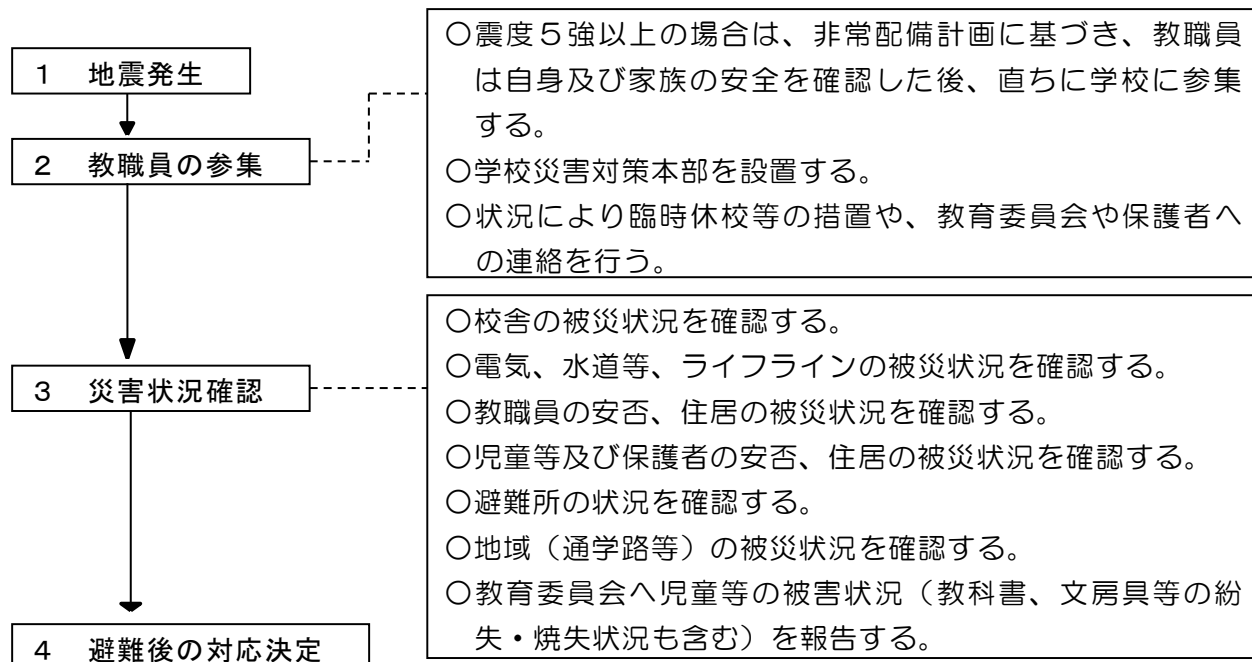 1 地震発生
2 教職員の参集
○震度５強以上の場合は、非常配備計画に基づき、教職員
は自身及び家族の安全を確認した後、直ちに学校に参集
する。
○学校災害対策本部を設置する。
○状況により臨時休校等の措置や、教育委員会や保護者へ
の連絡を行う。
3 災害状況確認
○校舎の被災状況を確認する。
○電気、水道等、ライフラインの被災状況を確認する。
○教職員の安否、住居の被災状況を確認する。
○児童等及び保護者の安否、住居の被災状況を確認する。
○避難所の状況を確認する。
○地域（通学路等）の被災状況を確認する。
○教育委員会へ児童等の被害状況（教科書、文房具等の紛
失・焼失状況も含む）を報告する。
4 避難後の対応決定